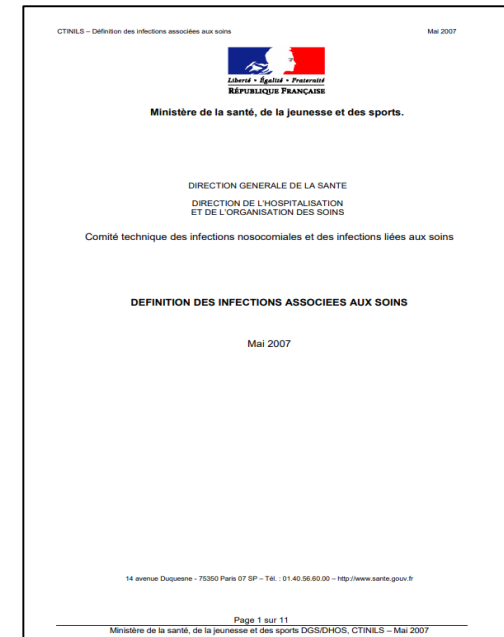 CTINILS – Définition des infections associées aux soins Mai 2007
Liberté • Égalité • Fraternité
RÉPUBLIQUE FRANÇAISE
Ministère de la santé, de la jeunesse et des sports.
DIRECTION GENERALE DE LA SANTE
DIRECTION DE L'HOSPITALISATION
ET DE L'ORGANISATION DES SOINS
Comité technique des infections nosocomiales et des infections liées aux soins
DEFINITION DES INFECTIONS ASSOCIEES AUX SOINS
Mai 2007
14 avenue Duquesne - 75350 Paris 07 SP – Tél. : 01.40.56.60.00 – http://www.sante.gouv.fr
Page 1 sur 11
Ministère de la santé, de la jeunesse et des sports DGS/DHOS, CTINILS – Mai 2007